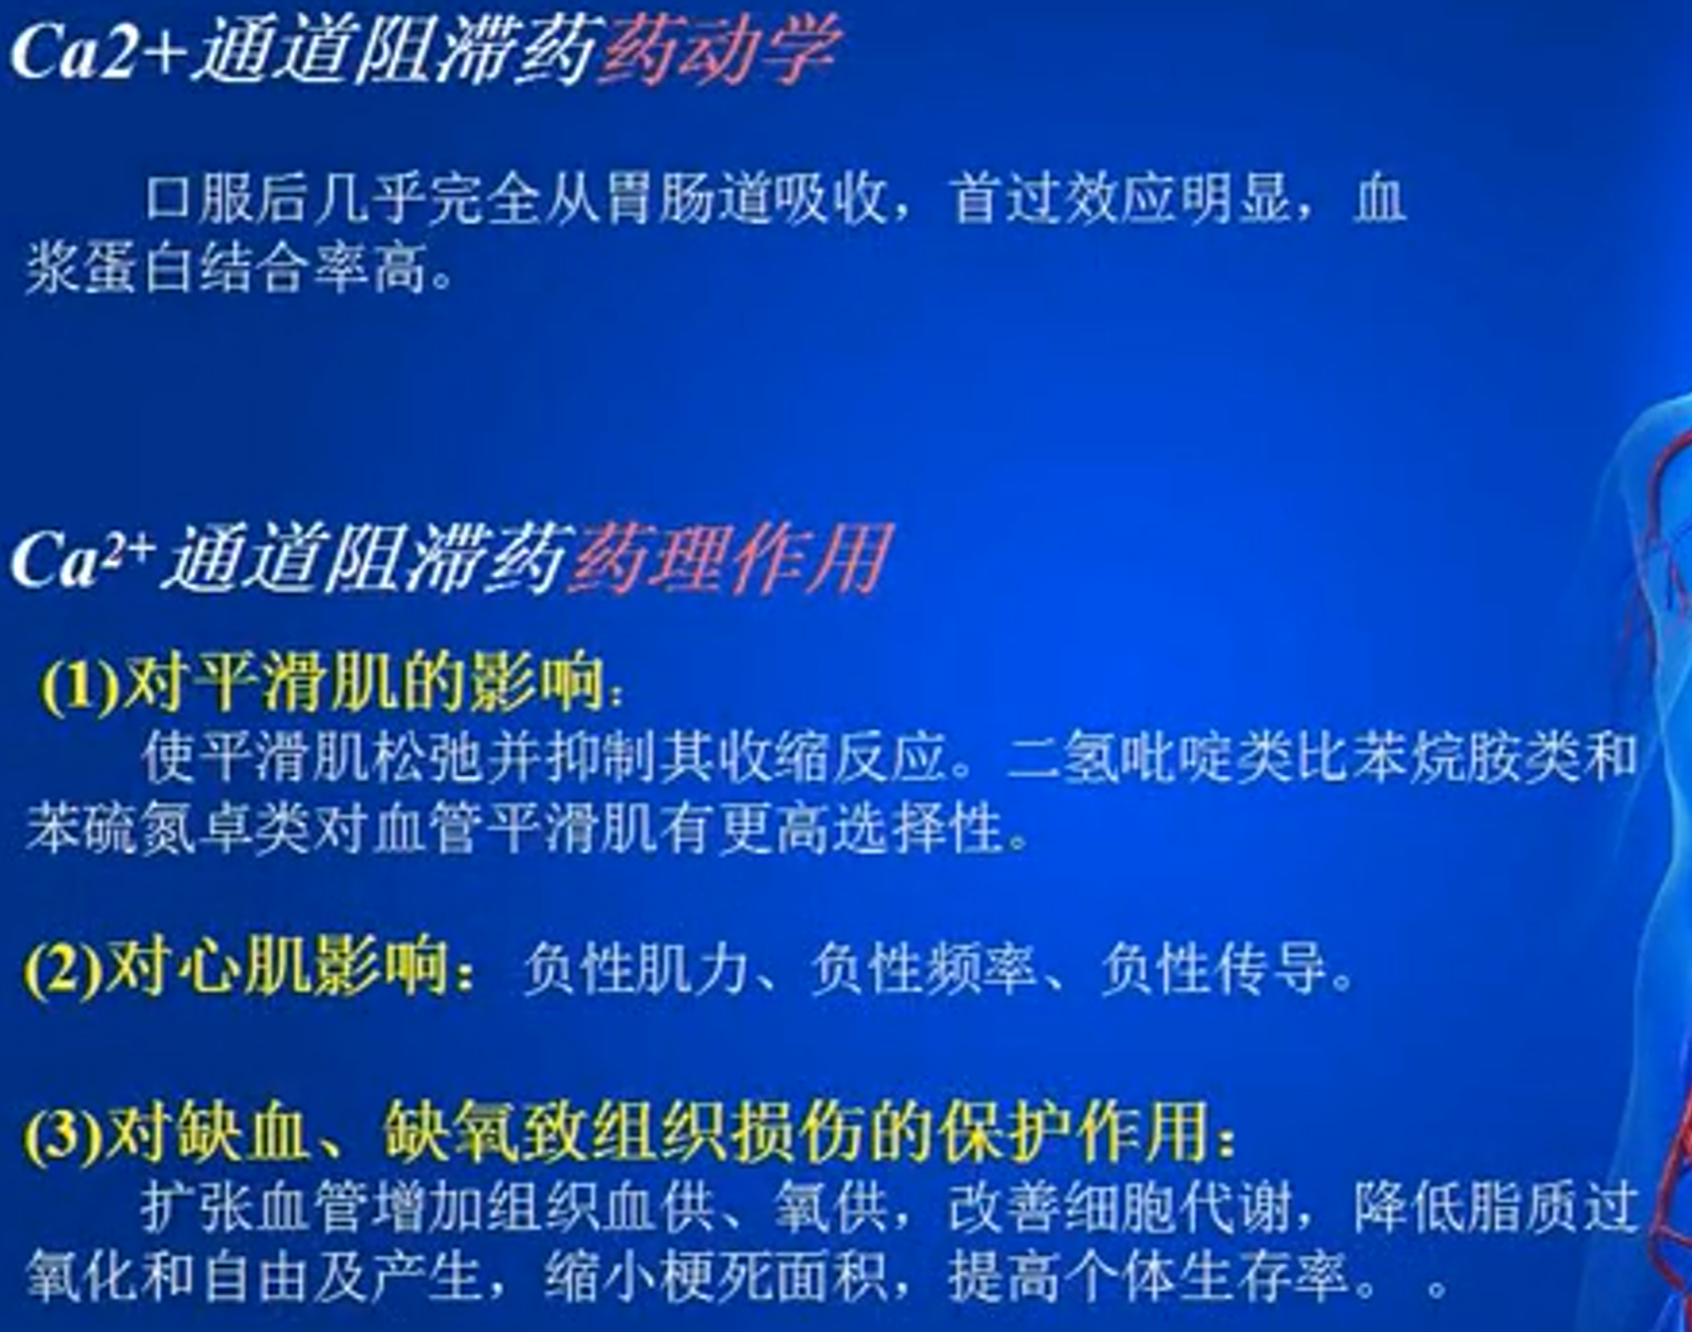 Ca2+通道阻滞药药动学
口服后几乎完全从胃肠道吸收，首过效应明显，血
浆蛋白结合率高。
Ca²⁺通道阻滞药药理作用
(1)对平滑肌的影响：
使平滑肌松弛并抑制其收缩反应。二氢吡啶类比苯烷胺类和
苯硫氮卓类对血管平滑肌有更高选择性。
(2)对心肌影响：负性肌力、负性频率、负性传导。
(3)对缺血、缺氧致组织损伤的保护作用：
扩张血管增加组织血供、氧供，改善细胞代谢，降低脂质过
氧化和自由及产生，缩小梗死面积，提高个体生存率。 。